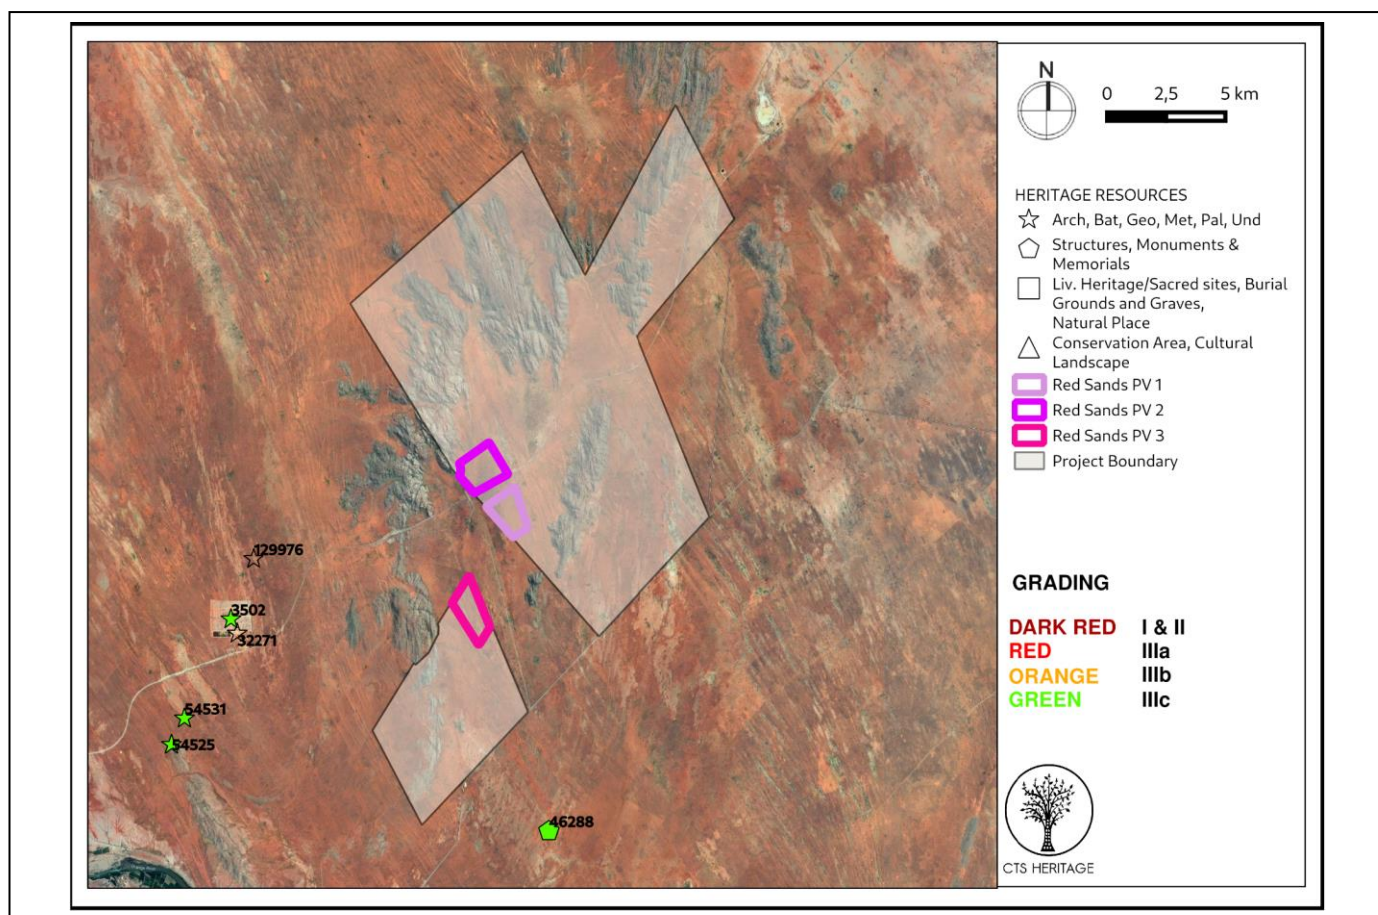 N
0 2,5 5 km
HERITAGE RESOURCES
Arch, Bat, Geo, Met, Pal, Und
Structures, Monuments &
Memorials
Liv. Heritage/Sacred sites, Burial
Grounds and Graves,
Natural Place
Conservation Area, Cultural
Landscape
Red Sands PV 1
Red Sands PV 2
Red Sands PV 3
Project Boundary
129976
3502
32271
54531
54525
46288
GRADING
DARK RED I & II
RED IIIa
ORANGE IIIb
GREEN IIIc
CTS HERITAGE